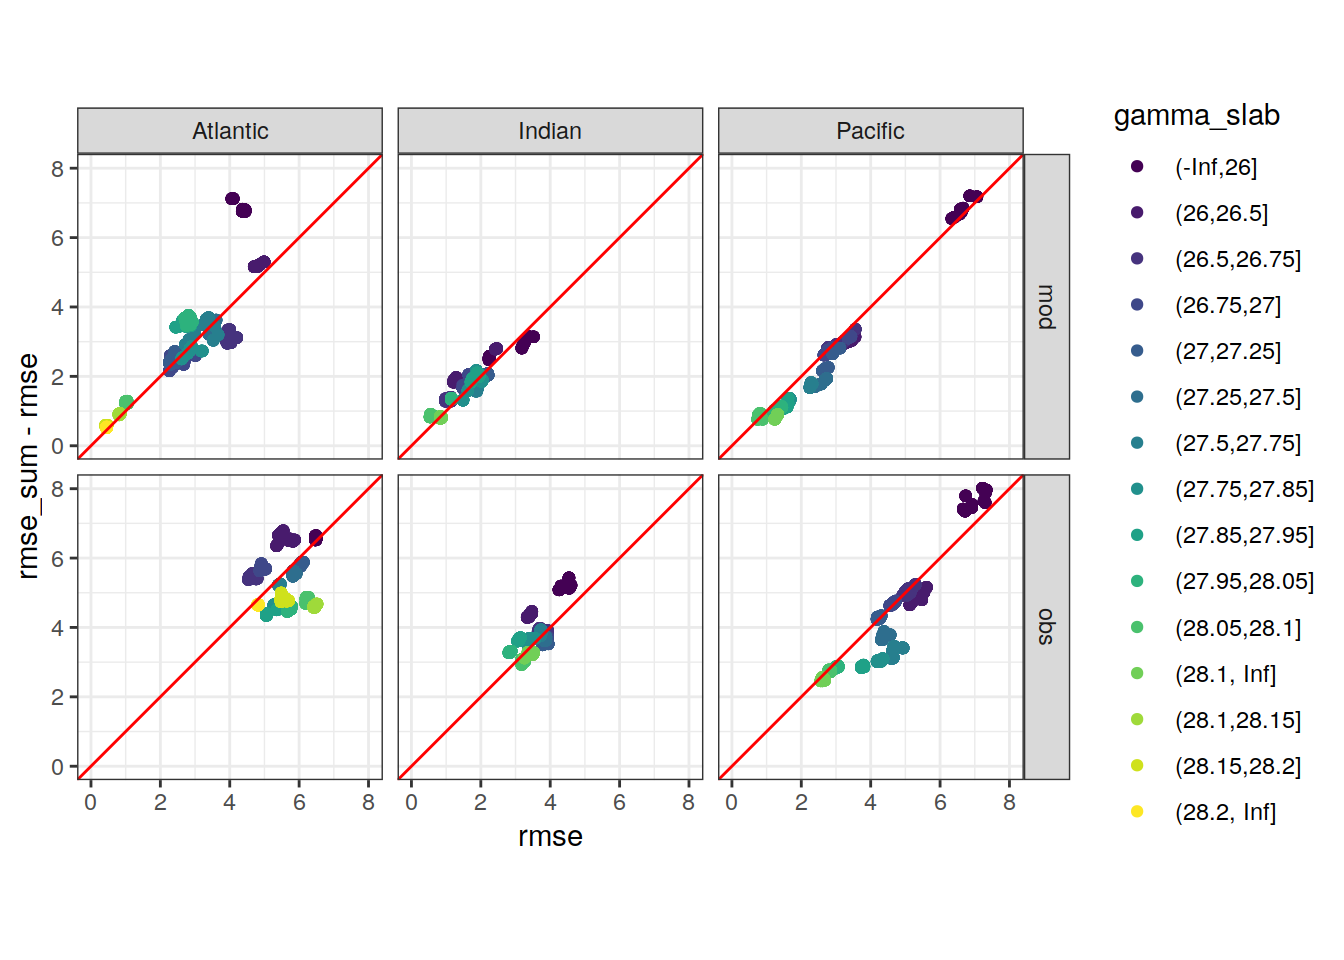 Atlantic
Indian
Pacific
gamma_slab
8
6
4
2
0
mod
8
6
4
2
0
obs
rmse_sum - rmse
0 2 4 6 8
0 2 4 6 8
0 2 4 6 8
rmse
(-Inf,26]
(26,26.5]
(26.5,26.75]
(26.75,27]
(27,27.25]
(27.25,27.5]
(27.5,27.75]
(27.75,27.85]
(27.85,27.95]
(27.95,28.05]
(28.05,28.1]
(28.1, Inf]
(28.1,28.15]
(28.15,28.2]
(28.2, Inf]